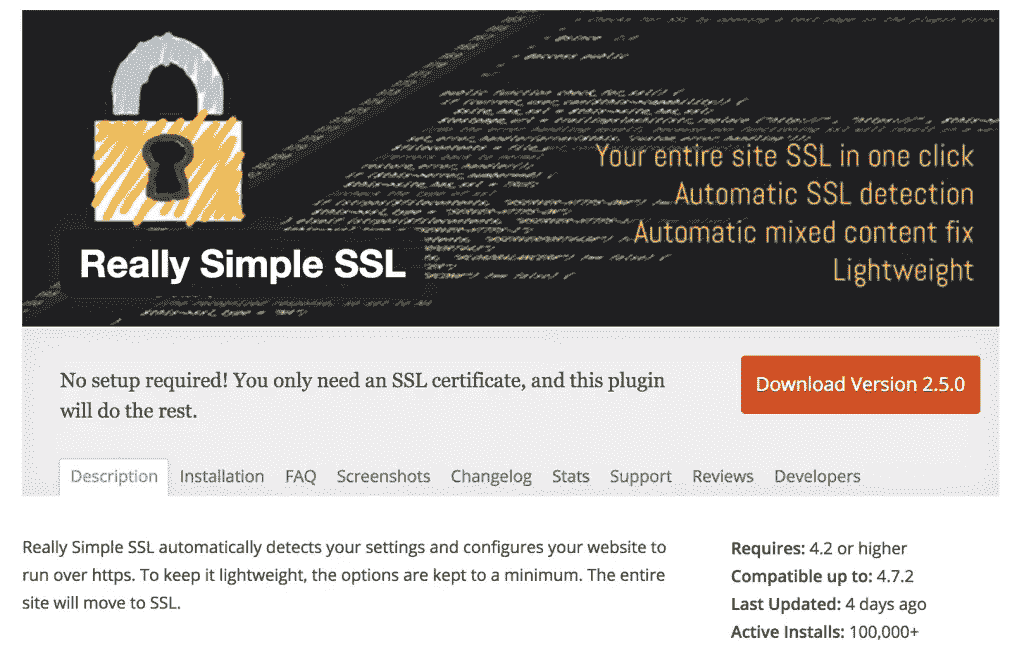 Your entire site SSL in one click
Automatic SSL detection
Automatic mixed content fix
Lightweight
Really Simple SSL
No setup required! You only need an SSL certificate, and this plugin
will do the rest.
Download Version 2.5.0
Description Installation FAQ Screenshots Changelog Stats Support Reviews Developers
Really Simple SSL automatically detects your settings and configures your website to
run over https. To keep it lightweight, the options are kept to a minimum. The entire
site will move to SSL.
Requires: 4.2 or higher
Compatible up to: 4.7.2
Last Updated: 4 days ago
Active Installs: 100,000+